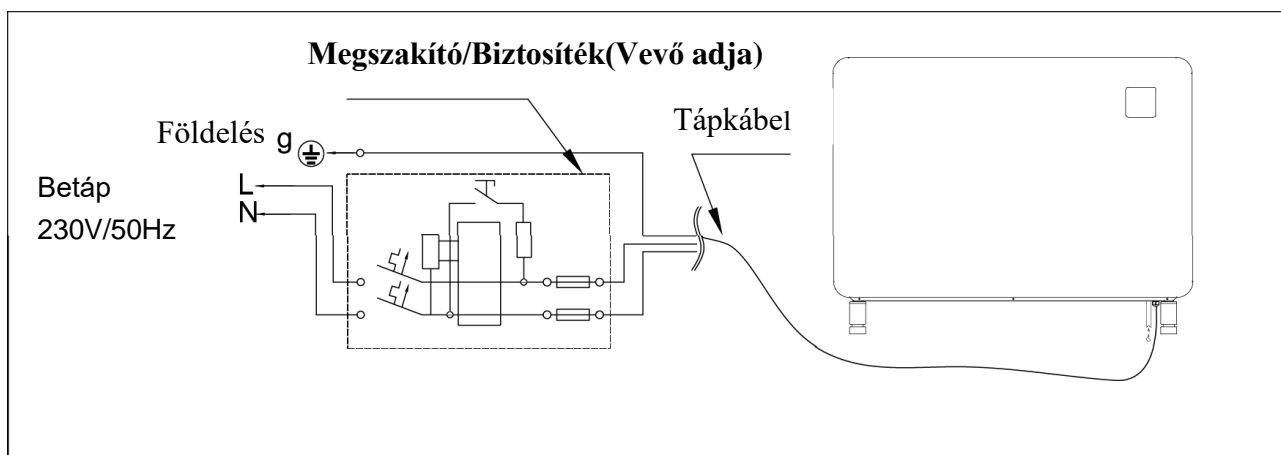 Megszakító/Biztosíték(Vevő adja)
Földelés g
Tápkábel
Betáp
230V/50Hz
L
N